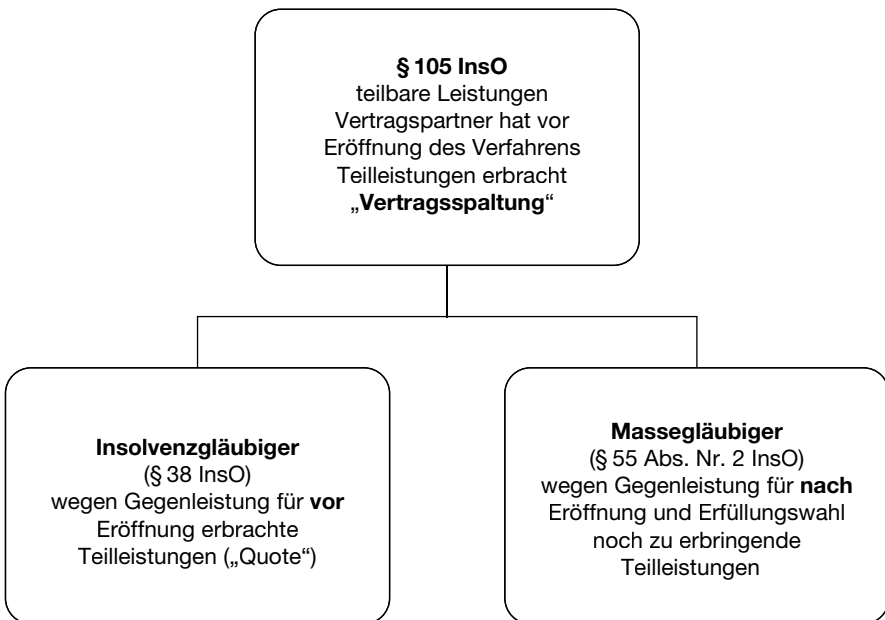 § 105 InsO
teilbare Leistungen
Vertragspartner hat vor
Eröffnung des Verfahrens
Teilleistungen erbracht
„Vertragsspaltung“
Insolvenzgläubiger
(§ 38 InsO)
wegen Gegenleistung für vor
Eröffnung erbrachte
Teilleistungen („Quote“)
Massegläubiger
(§ 55 Abs. Nr. 2 InsO)
wegen Gegenleistung für nach
Eröffnung und Erfüllungswahl
noch zu erbringende
Teilleistungen